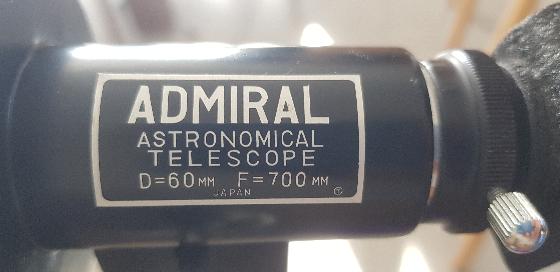 ADMIRAL
ASTRONOMICAL
TELESCOPE
D=60MM F=700MM
JAPAN